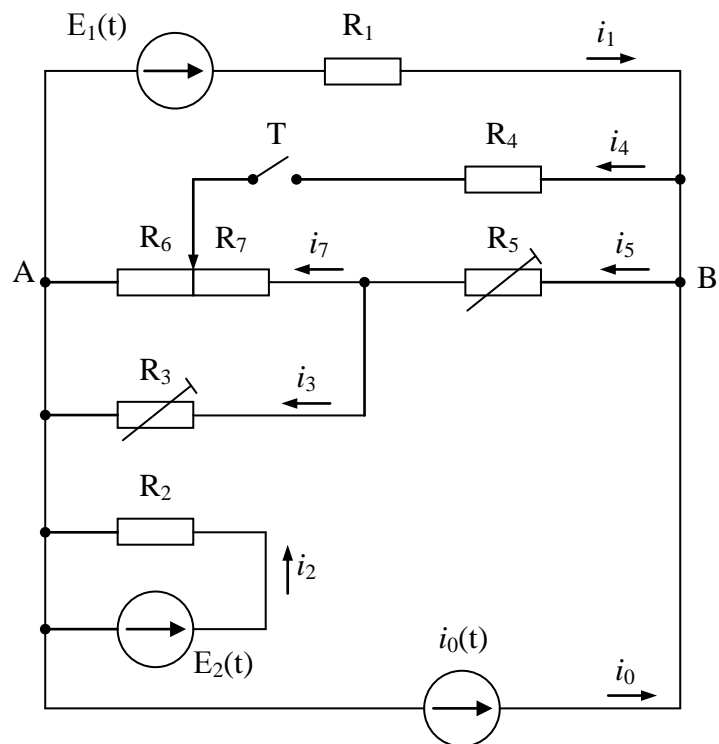 E₁(t) R₁ i₁
T R₄ i₄
R₆ R₇ i₇ R₅ i₅
A B
R₃ i₃
R₂
i₂
E₂(t) i₀(t) i₀